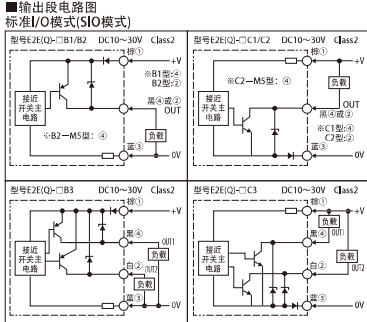 ■输出段电路图
标准I/O模式(SIO模式)
型号E2E(Q)-□B1/B2 DC10~30V Class2
棕①
+V
※B1型:④
B2型:②
黑④或②
OUT
接近
开关主
电路
※B2-M5型:④
负载
蓝③
0V
型号E2E(Q)-□C1/C2 DC10~30V Class2
棕①
+V
※C2-M5型:④
负载
OUT
黑④或②
※C1型:④
C2型:②
接近
开关主
电路
蓝③
0V
型号E2E(Q)-□B3 DC10~30V Class2
棕①
+V
黑④
OUT1
接近
开关主
电路
负载
白②
OUT2
负载
蓝③
0V
型号E2E(Q)-□C3 DC10~30V Class2
棕①
+V
负载
黑④
OUT1
负载
接近
开关主
电路
白②
OUT2
蓝③
0V